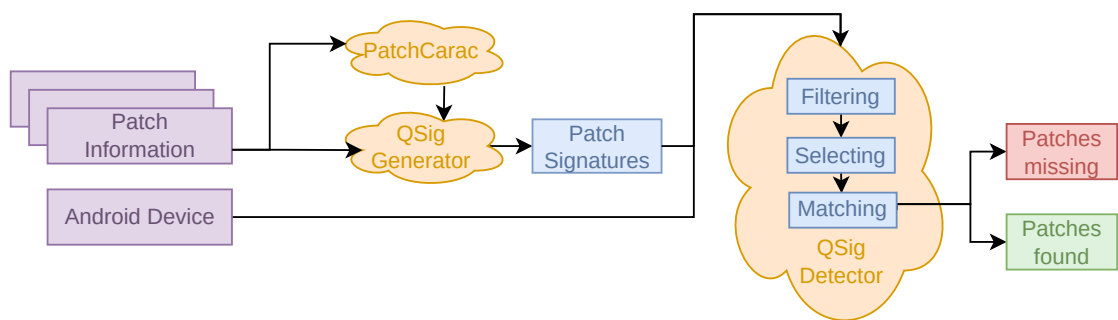 PatchCarac
Patch
Information
QSig
Generator
Patch
Signatures
Android Device
Filtering
Selecting
Matching
QSig
Detector
Patches
missing
Patches
found